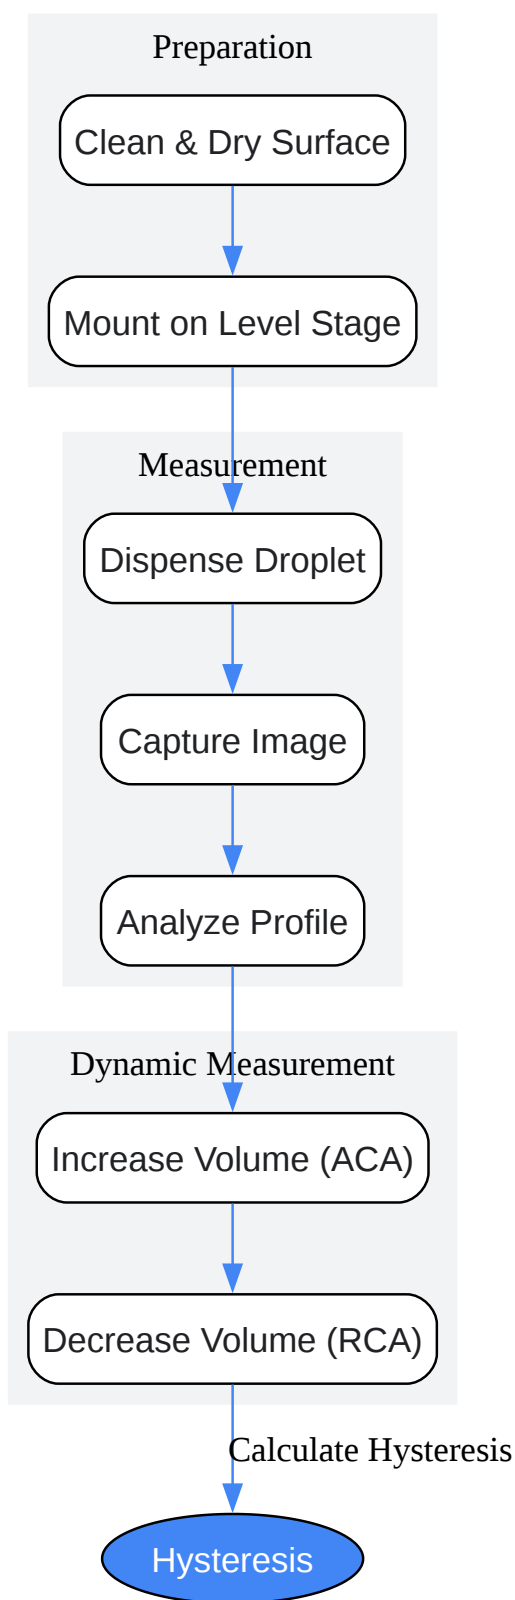 Preparation
Clean & Dry Surface
Mount on Level Stage
Measurement
Dispense Droplet
Capture Image
Analyze Profile
Dynamic Measurement
Increase Volume (ACA)
Decrease Volume (RCA)
Calculate Hysteresis
Hysteresis